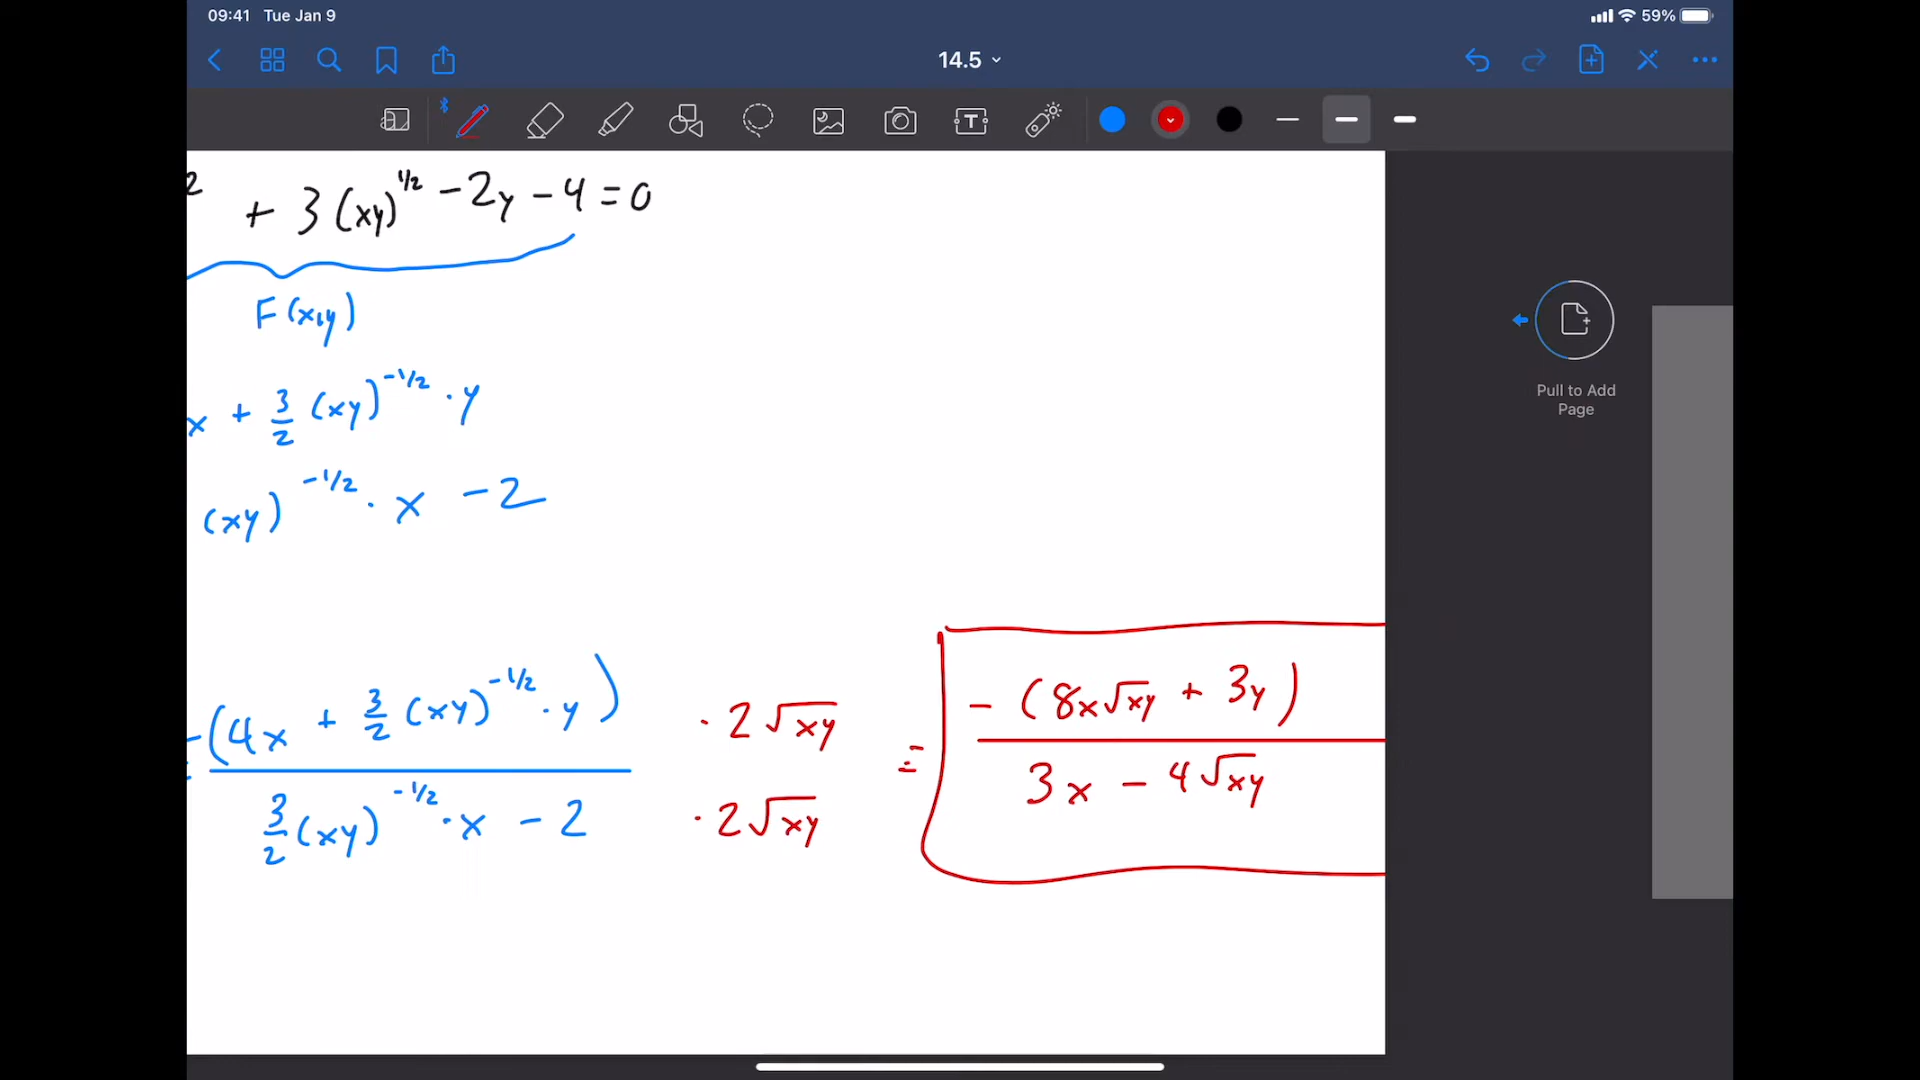 09:41 Tue Jan 9
59%
14.5
2 + 3(xy)^1/2 - 2y - 4 = 0
F(x,y)
x + 3/2 (xy)^-1/2 · y
(xy)^-1/2 · x - 2
= -(4x + 3/2 (xy)^-1/2 · y) / 3/2 (xy)^-1/2 · x - 2
· 2√xy
· 2√xy
= -(8x√xy + 3y) / 3x - 4√xy
Pull to Add
Page